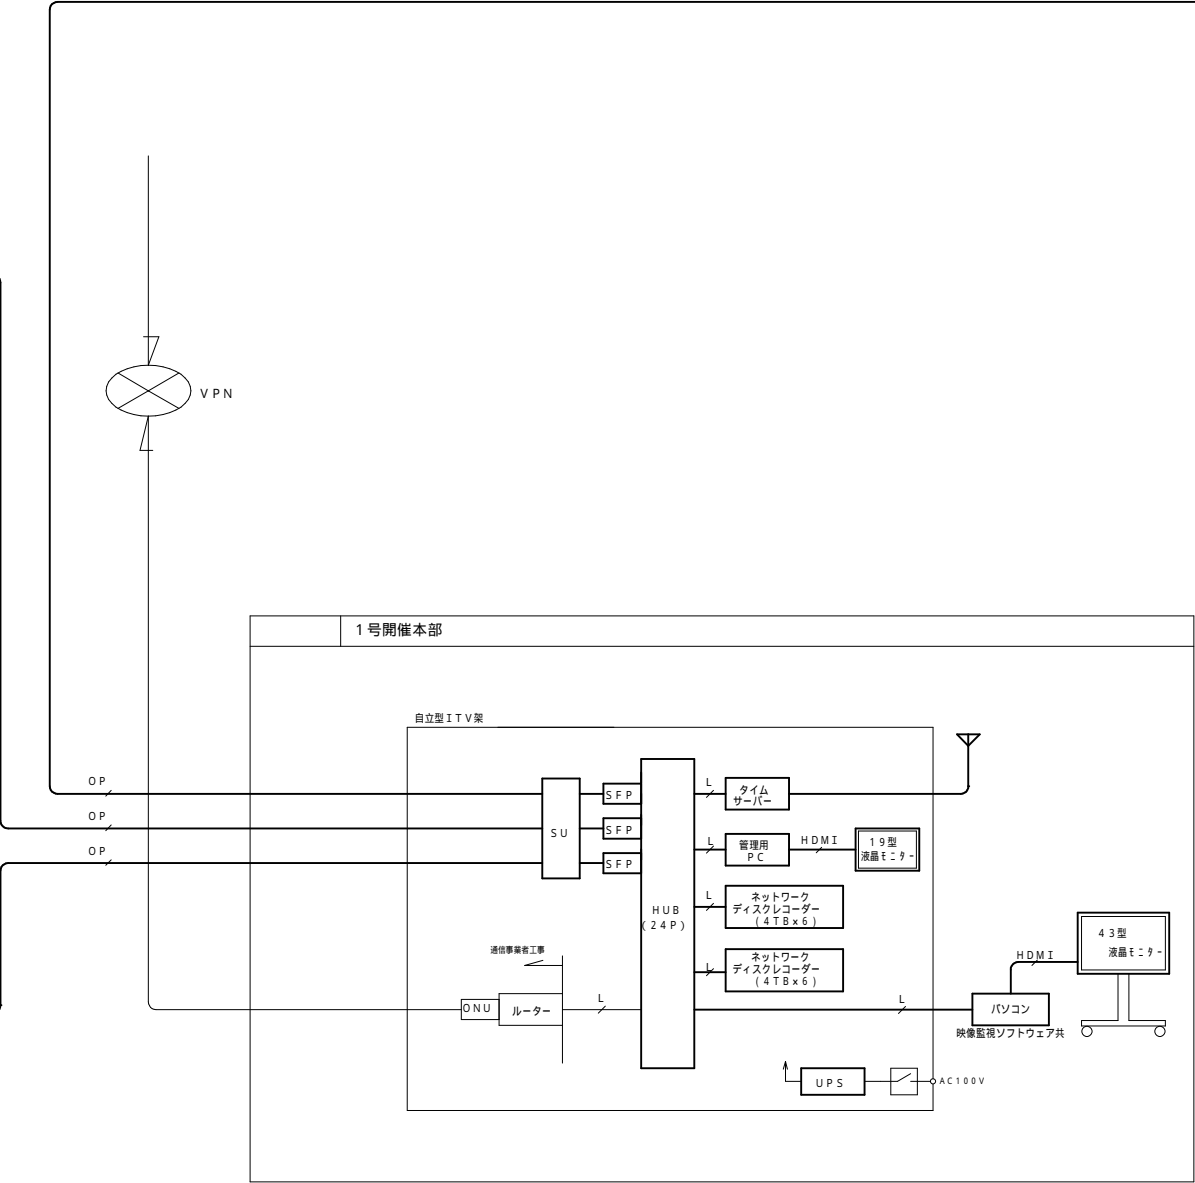 VPN
1号開催本部
自立型ITV架
OP
OP
OP
SU
SFP
SFP
SFP
HUB
(24P)
L
タイム
サーバー
L
管理用
PC
HDMI
19型
液晶モニター
L
ネットワーク
ディスクレコーダー
(4TB×6)
L
ネットワーク
ディスクレコーダー
(4TB×6)
通信事業者工事
ONU
ルーター
L
L
パソコン
映像監視ソフトウェア共
HDMI
43型
液晶モニター
UPS
AC100V